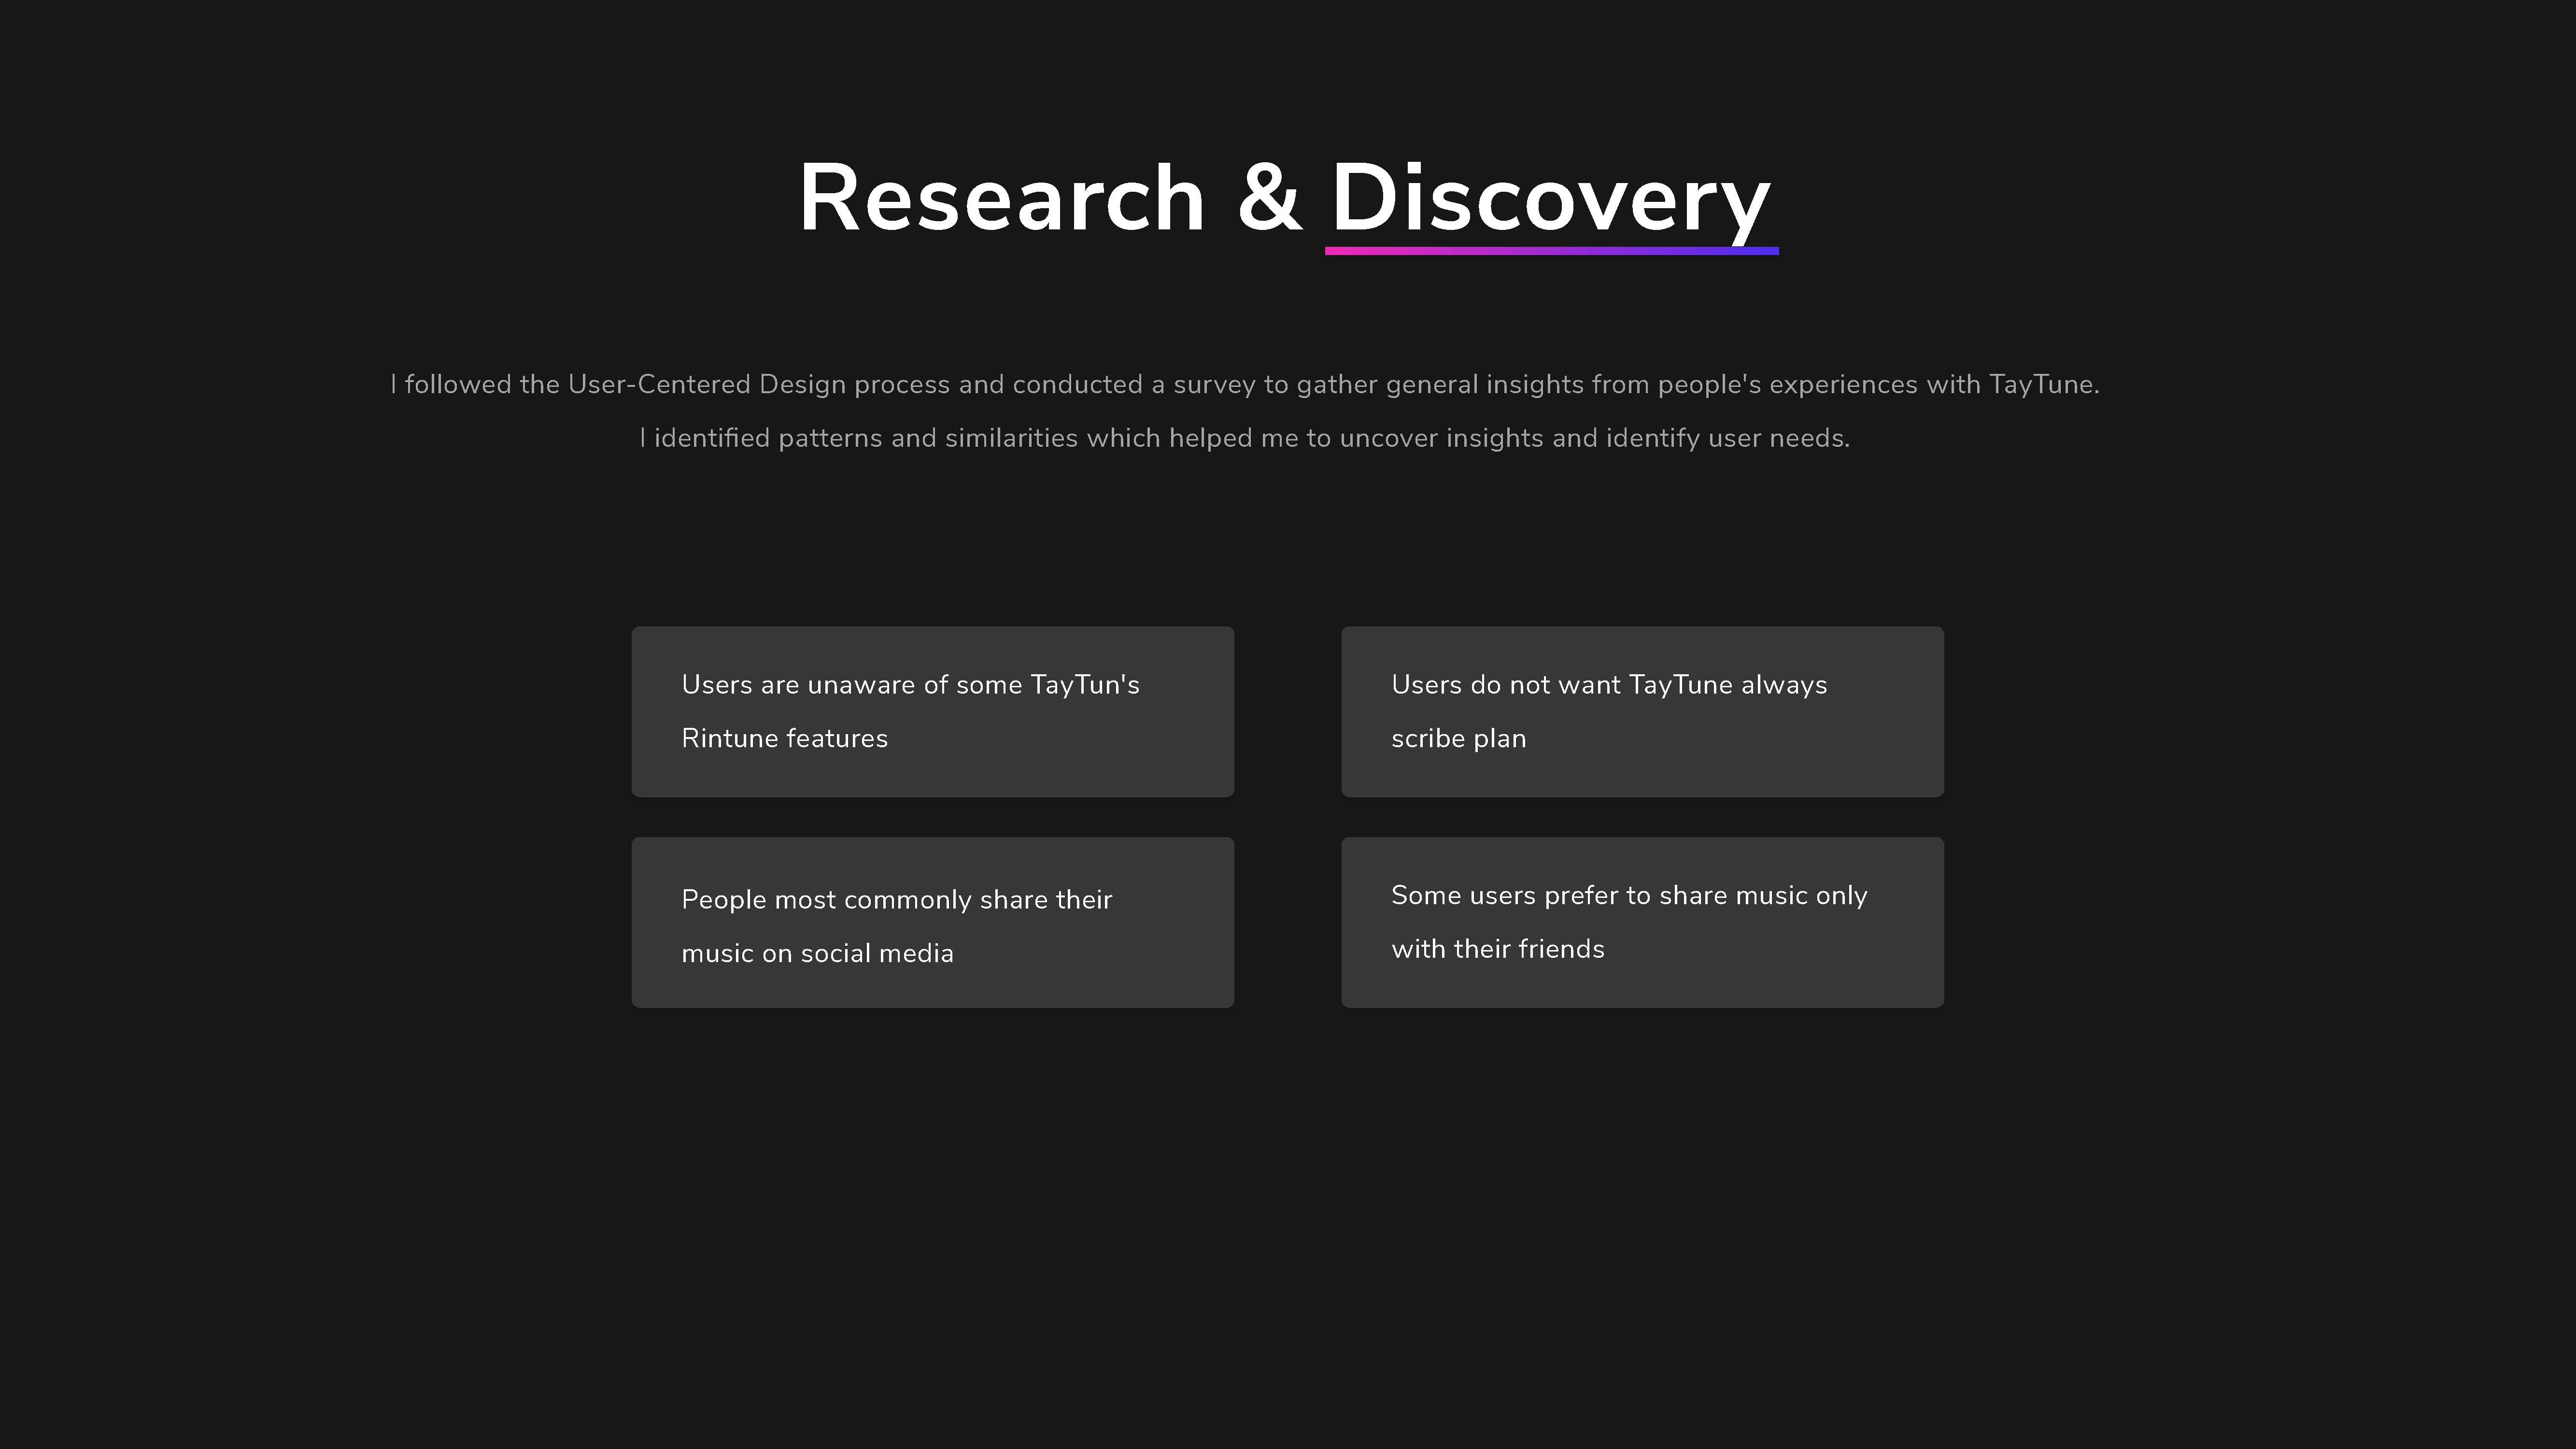 Research & Discovery
I followed the User-Centered Design process and conducted a survey to gather general insights from people's experiences with TayTune.
I identified patterns and similarities which helped me to uncover insights and identify user needs.
Users are unaware of some TayTun's
Rintune features
Users do not want TayTune always
scribe plan
People most commonly share their
music on social media
Some users prefer to share music only
with their friends